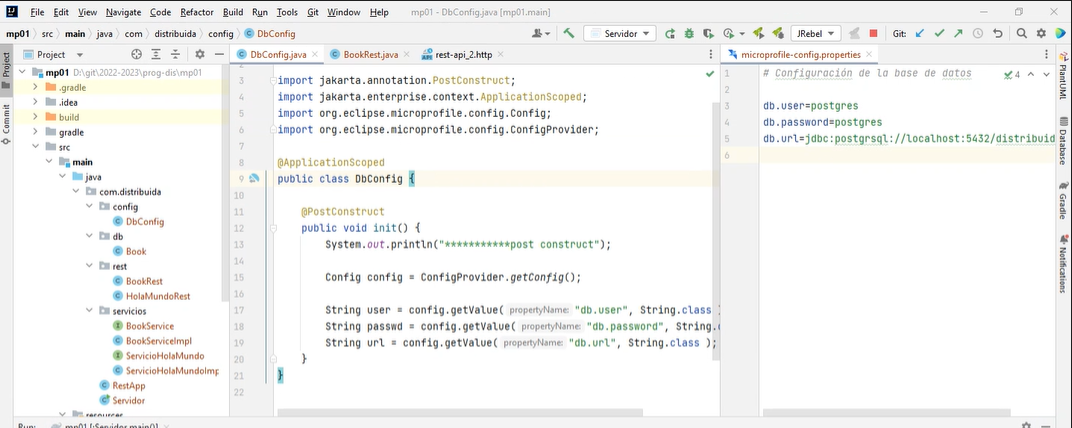 File Edit View Navigate Code Refactor Build Run Tools Git Window Help mp01 - DbConfig.java [mp01.main]
mp01 src main java com distribuida config DbConfig Servidor JRebel Git:
Project
DbConfig.java BookRest.java rest-api_2.http microprofile-config.properties
Project
Commit
mp01 D:\git\2022-2023\prog-dis\mp01
.gradle
.idea
build
gradle
src
main
java
com.distribuida
config
DbConfig
db
Book
rest
BookRest
HolaMundoRest
servicios
BookService
BookServiceImpl
ServicioHolaMundo
ServicioHolaMundoImp
RestApp
Servidor
resources
3 import jakarta.annotation.PostConstruct;
4 import jakarta.enterprise.context.ApplicationScoped;
5 import org.eclipse.microprofile.config.Config;
6 import org.eclipse.microprofile.config.ConfigProvider;
7
8 @ApplicationScoped
9 public class DbConfig {
10
11 @PostConstruct
12 public void init() {
13 System.out.println("***********post construct");
14
15 Config config = ConfigProvider.getConfig();
16
17 String user = config.getValue( propertyName: "db.user", String.class )
18 String passwd = config.getValue( propertyName: "db.password", String.
19 String url = config.getValue( propertyName: "db.url", String.class );
20 }
21 }
22
1 # Configuración de la base de datos 4
2
3 db.user=postgres
4 db.password=postgres
5 db.url=jdbc:postgrsql://localhost:5432/distribuid
6
PlantUML
Database
Gradle
Notifications
Run: mp01 [:Servidor.main()]